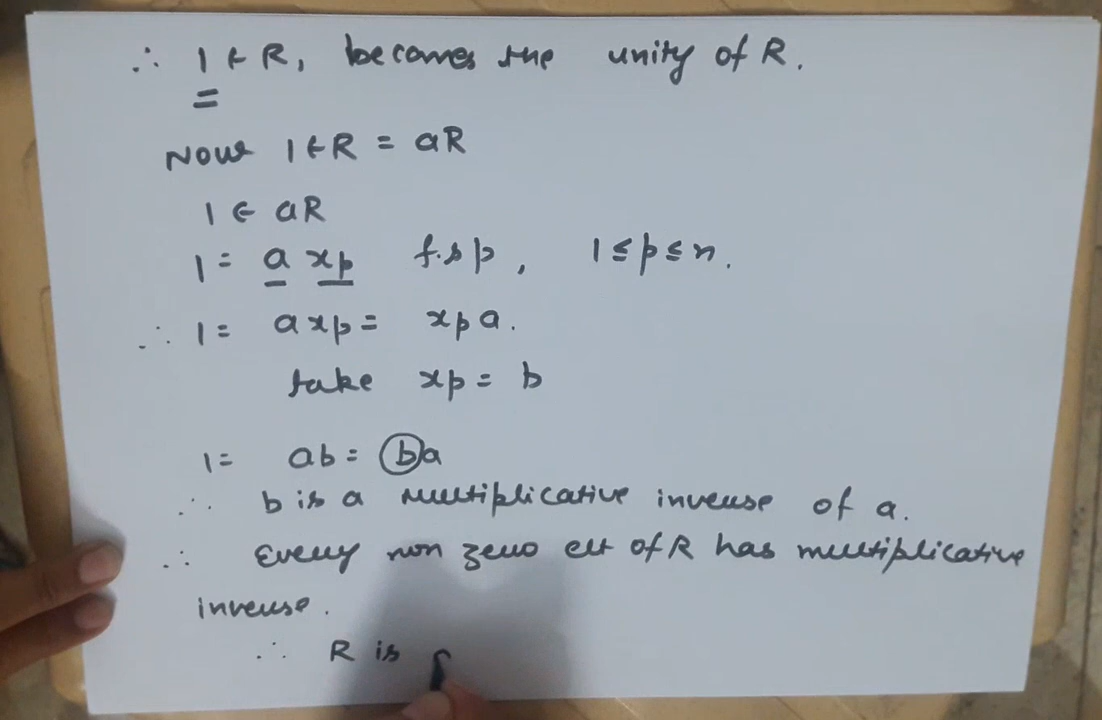 ∴ 1 ∈ R, becomes the unity of R.
=
Now 1 ∈ R = aR
1 ∈ aR
1 = a xp f.s p, 1 ≤ p ≤ n.
∴ 1 = axp = xp a.
take xp = b
1 = ab = ba
∴ b is a multiplicative inverse of a.
∴ Every non zero elt of R has multiplicative
inverse.
∴ R is